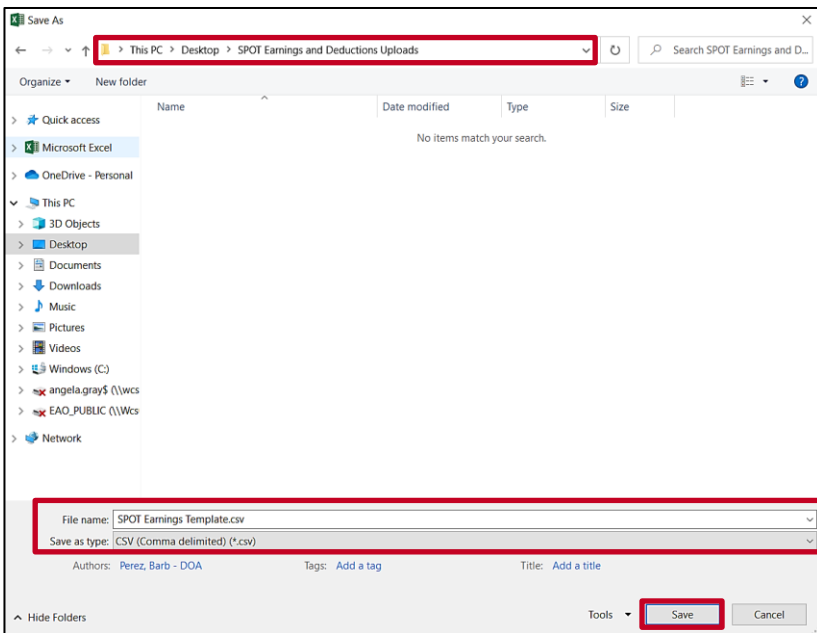 Save As
This PC > Desktop > SPOT Earnings and Deductions Uploads
Search SPOT Earnings and D...
Organize
New folder
Name
Date modified
Type
Size
No items match your search.
Quick access
Microsoft Excel
OneDrive - Personal
This PC
3D Objects
Desktop
Documents
Downloads
Music
Pictures
Videos
Windows (C:)
angela.gray$ (\\wcs
EAO_PUBLIC (\\Wcs
Network
File name: SPOT Earnings Template.csv
Save as type: CSV (Comma delimited) (*.csv)
Authors: Perez, Barb - DOA
Tags: Add a tag
Title: Add a title
Hide Folders
Tools
Save
Cancel